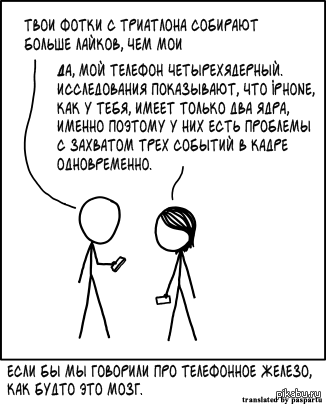 ТВОИ ФОТКИ С ТРИАТЛОНА СОБИРАЮТ
БОЛЬШЕ ЛАЙКОВ, ЧЕМ МОИ
ДА, МОЙ ТЕЛЕФОН ЧЕТЫРЕХЯДЕРНЫЙ.
ИССЛЕДОВАНИЯ ПОКАЗЫВАЮТ, ЧТО iPHONE,
КАК У ТЕБЯ, ИМЕЕТ ТОЛЬКО ДВА ЯДРА,
ИМЕННО ПОЭТОМУ У НИХ ЕСТЬ ПРОБЛЕМЫ
С ЗАХВАТОМ ТРЕХ СОБЫТИЙ В КАДРЕ
ОДНОВРЕМЕННО.
ЕСЛИ БЫ МЫ ГОВОРИЛИ ПРО ТЕЛЕФОННОЕ ЖЕЛЕЗО,
КАК БУДТО ЭТО МОЗГ.
pikabu.ru
translated by paspartu